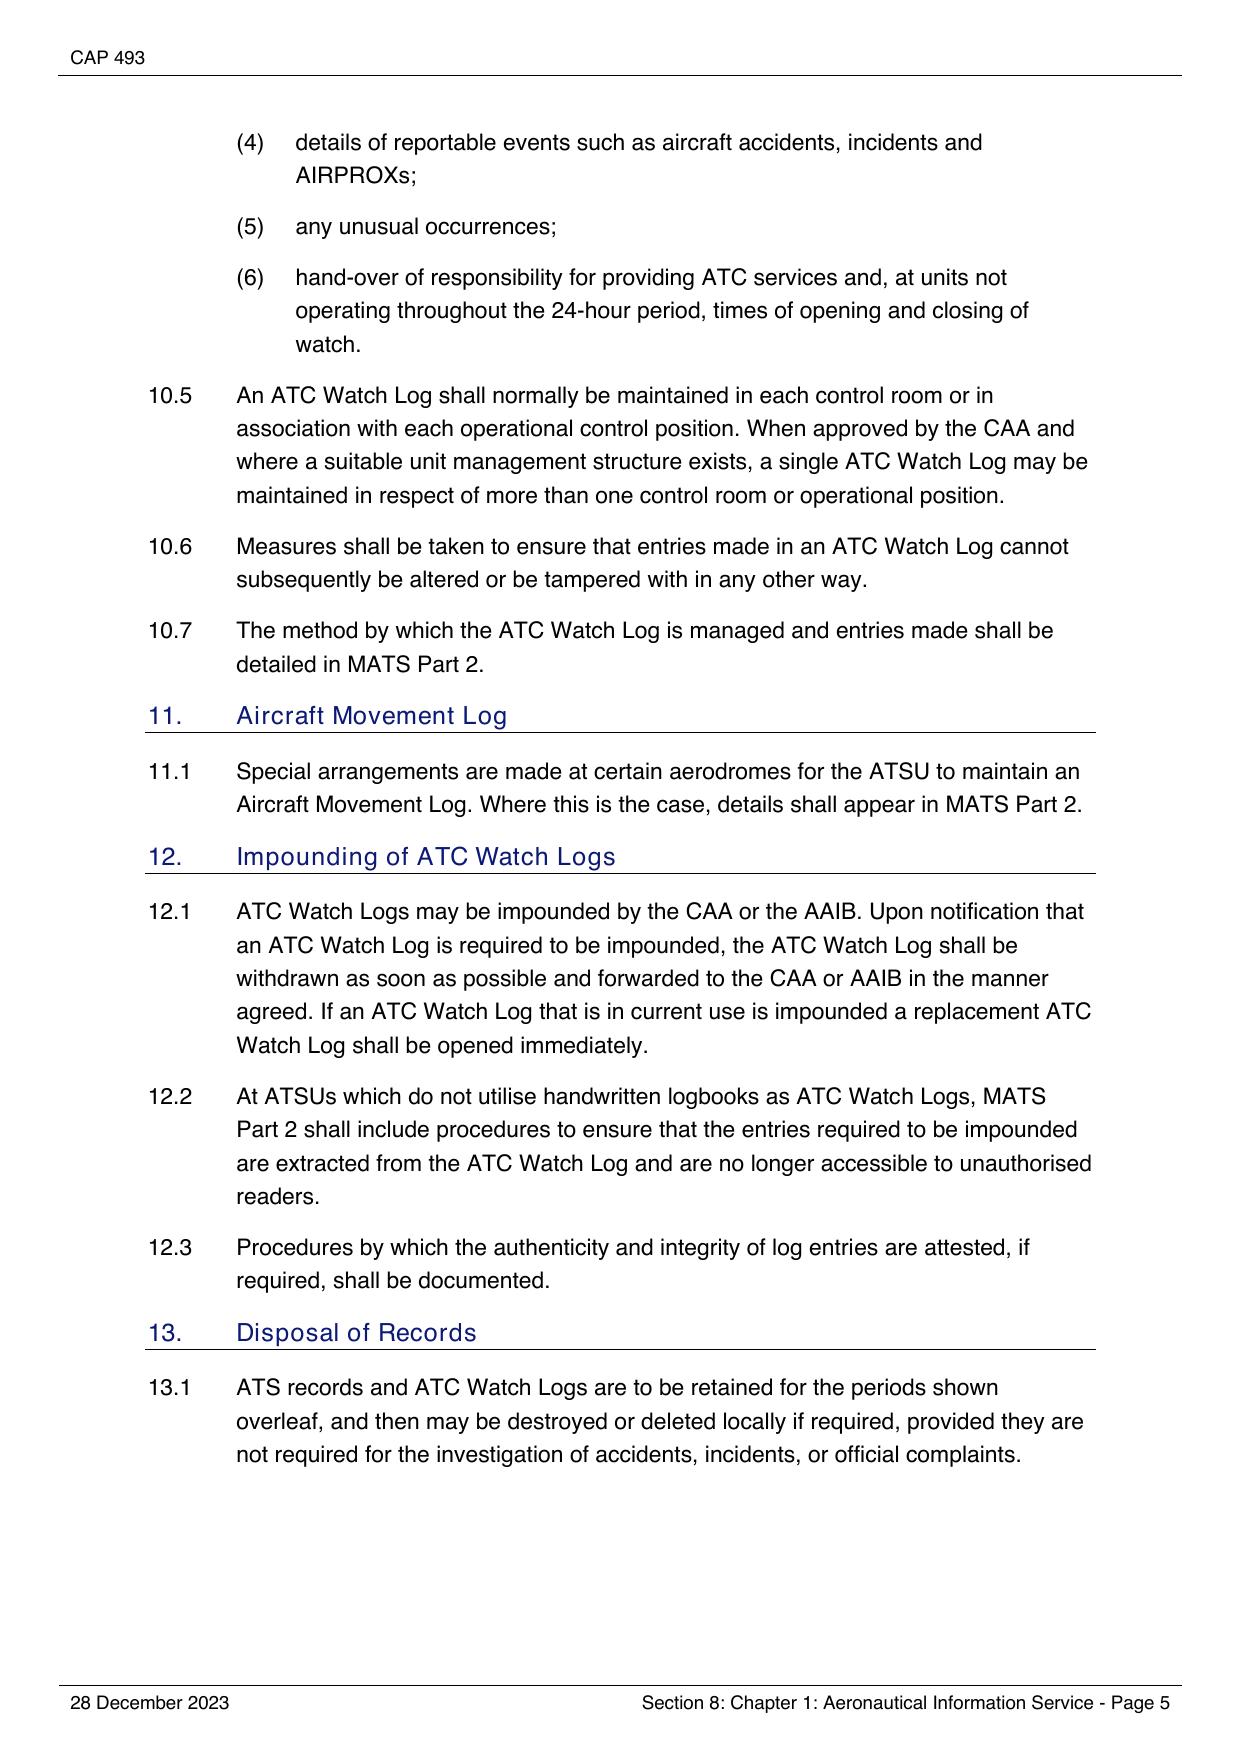 CAP 493
(4) details of reportable events such as aircraft accidents, incidents and
AIRPROXs;
(5) any unusual occurrences;
(6) hand-over of responsibility for providing ATC services and, at units not
operating throughout the 24-hour period, times of opening and closing of
watch.
10.5 An ATC Watch Log shall normally be maintained in each control room or in
association with each operational control position. When approved by the CAA and
where a suitable unit management structure exists, a single ATC Watch Log may be
maintained in respect of more than one control room or operational position.
10.6 Measures shall be taken to ensure that entries made in an ATC Watch Log cannot
subsequently be altered or be tampered with in any other way.
10.7 The method by which the ATC Watch Log is managed and entries made shall be
detailed in MATS Part 2.
11. Aircraft Movement Log
11.1 Special arrangements are made at certain aerodromes for the ATSU to maintain an
Aircraft Movement Log. Where this is the case, details shall appear in MATS Part 2.
12. Impounding of ATC Watch Logs
12.1 ATC Watch Logs may be impounded by the CAA or the AAIB. Upon notification that
an ATC Watch Log is required to be impounded, the ATC Watch Log shall be
withdrawn as soon as possible and forwarded to the CAA or AAIB in the manner
agreed. If an ATC Watch Log that is in current use is impounded a replacement ATC
Watch Log shall be opened immediately.
12.2 At ATSUs which do not utilise handwritten logbooks as ATC Watch Logs, MATS
Part 2 shall include procedures to ensure that the entries required to be impounded
are extracted from the ATC Watch Log and are no longer accessible to unauthorised
readers.
12.3 Procedures by which the authenticity and integrity of log entries are attested, if
required, shall be documented.
13. Disposal of Records
13.1 ATS records and ATC Watch Logs are to be retained for the periods shown
overleaf, and then may be destroyed or deleted locally if required, provided they are
not required for the investigation of accidents, incidents, or official complaints.
28 December 2023 Section 8: Chapter 1: Aeronautical Information Service - Page 5